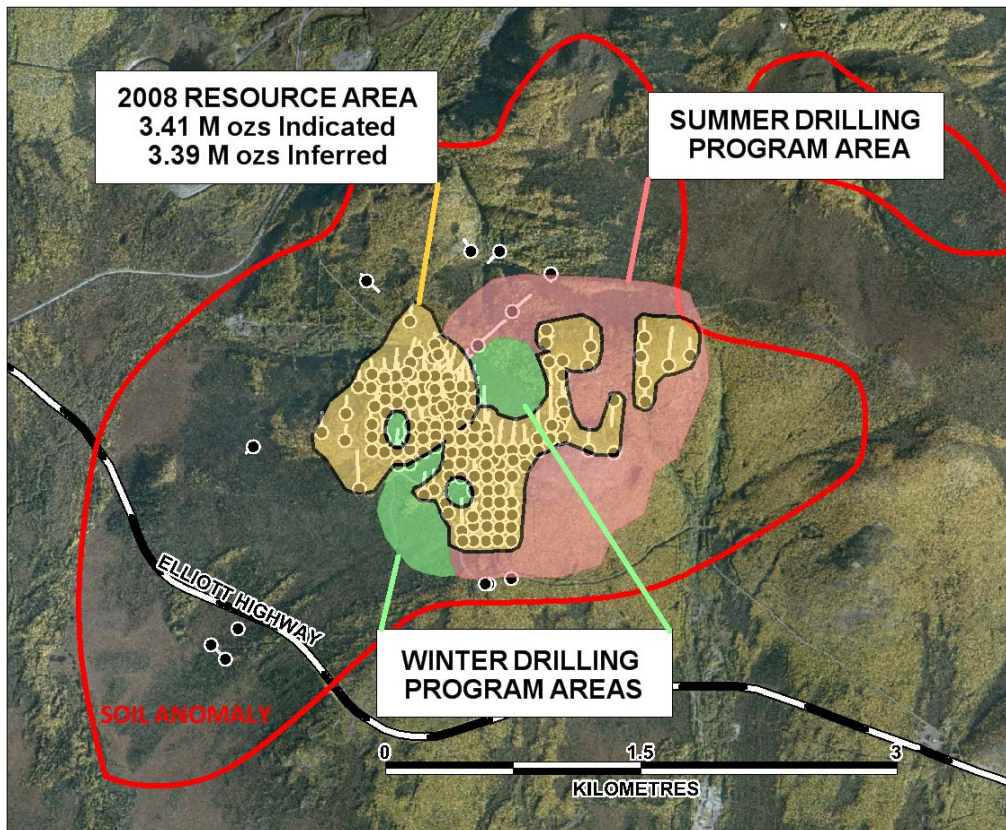 2008 RESOURCE AREA
3.41 M ozs Indicated
3.39 M ozs Inferred
SUMMER DRILLING
PROGRAM AREA
ELLIOTT HIGHWAY
WINTER DRILLING
PROGRAM AREAS
SOIL ANOMALY
0 1.5 3
KILOMETRES